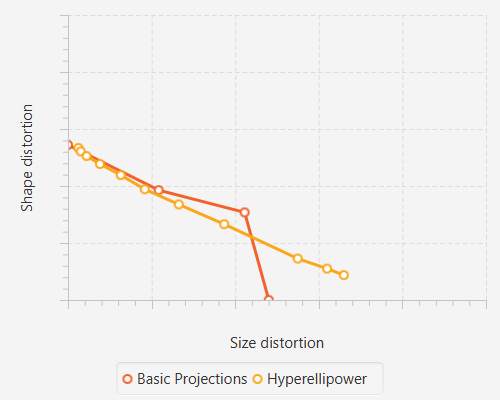 Shape distortion
Size distortion
Basic Projections
Hyperellipower